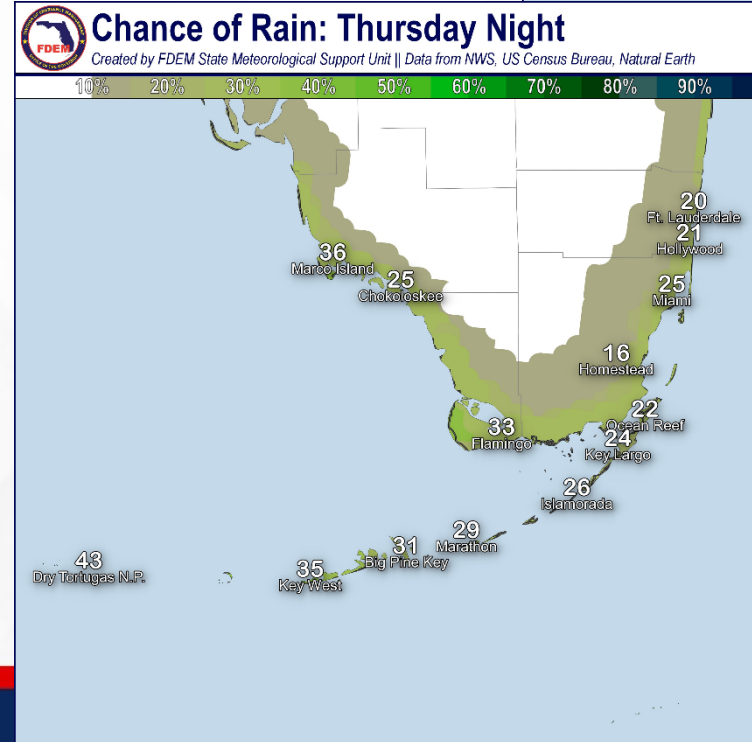 Chance of Rain: Thursday Night
FDEM
Created by FDEM State Meteorological Support Unit || Data from NWS, US Census Bureau, Natural Earth
10% 20% 30% 40% 50% 60% 70% 80% 90%
20
Ft. Lauderdale
21
Hollywood
36
Marco Island
25
Chokoloskee
25
Miami
16
Homestead
22
Ocean Reef
33
Flamingo
24
Key Largo
26
Islamorada
29
Marathon
31
Big Pine Key
43
Dry Tortugas N.P.
35
Key West